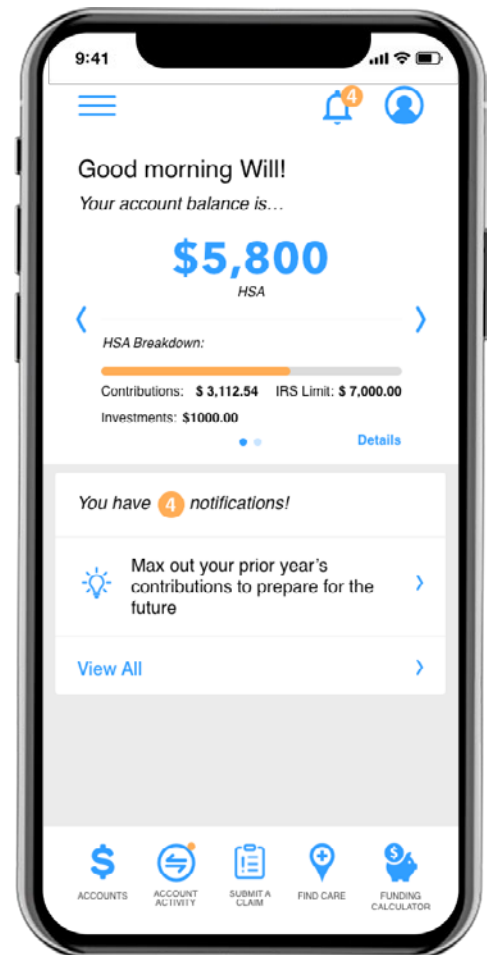 9:41
4
Good morning Will!
Your account balance is...
$5,800
HSA
HSA Breakdown:
Contributions: $ 3,112.54 IRS Limit: $ 7,000.00
Investments: $1000.00
Details
You have 4 notifications!
Max out your prior year's
contributions to prepare for the
future
View All
ACCOUNTS
ACCOUNT
ACTIVITY
SUBMIT A
CLAIM
FIND CARE
FUNDING
CALCULATOR